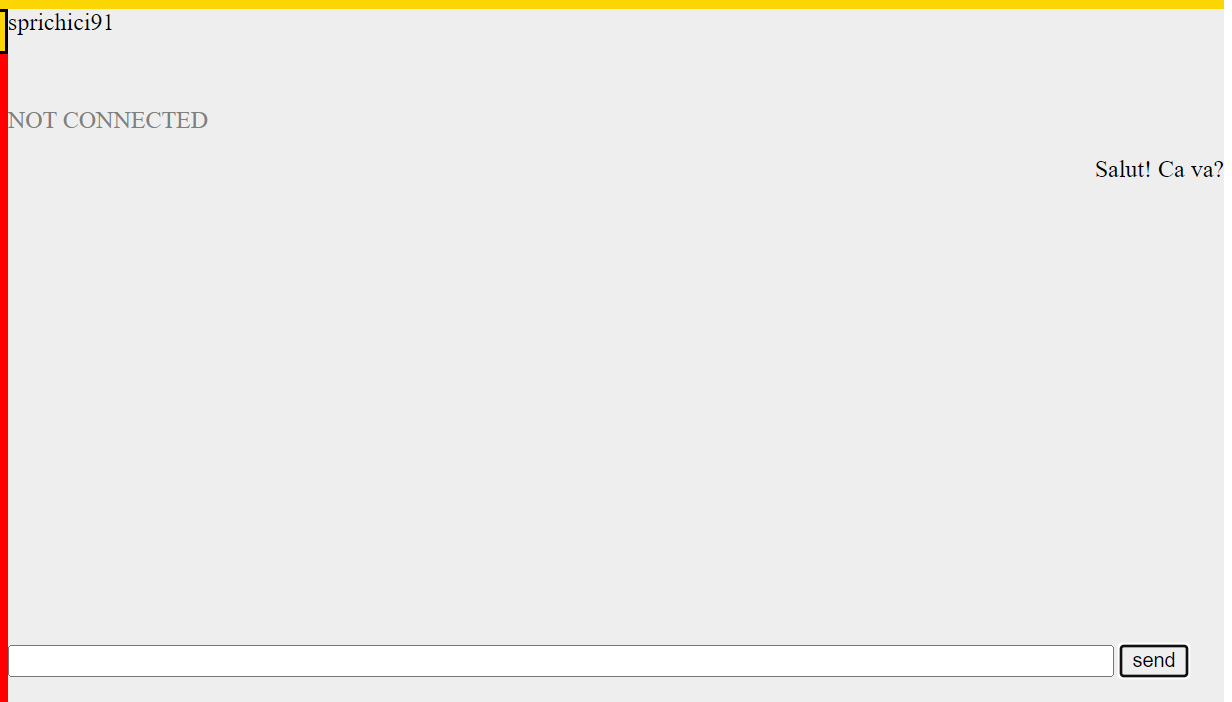 sprichici91
NOT CONNECTED
Salut! Ca va?
send